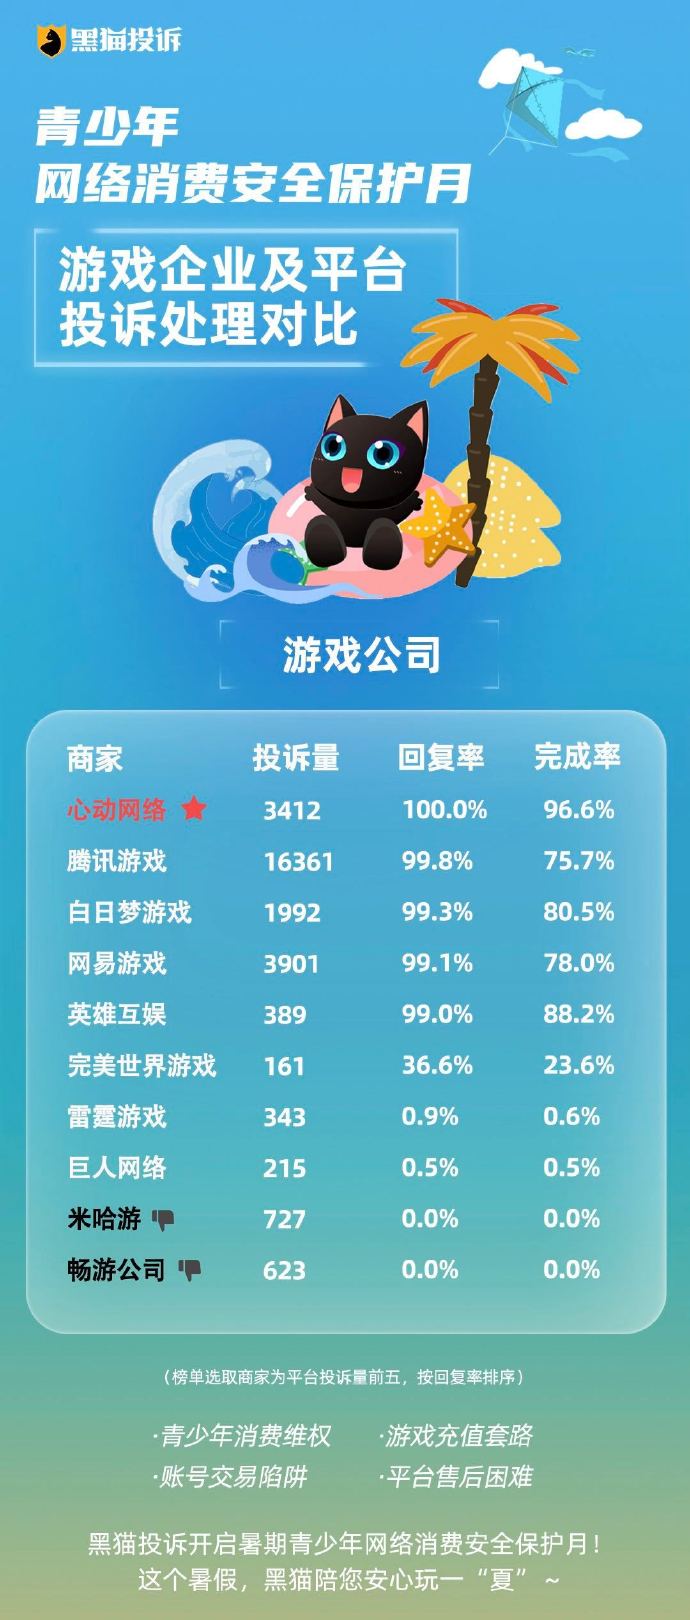 黑猫投诉
青少年
网络消费安全保护月
游戏企业及平台
投诉处理对比
游戏公司
商家 投诉量 回复率 完成率
心动网络 3412 100.0% 96.6%
腾讯游戏 16361 99.8% 75.7%
白日梦游戏 1992 99.3% 80.5%
网易游戏 3901 99.1% 78.0%
英雄互娱 389 99.0% 88.2%
完美世界游戏 161 36.6% 23.6%
雷霆游戏 343 0.9% 0.6%
巨人网络 215 0.5% 0.5%
米哈游 727 0.0% 0.0%
畅游公司 623 0.0% 0.0%
（榜单选取商家为平台投诉量前五，按回复率排序）
·青少年消费维权 ·游戏充值套路
·账号交易陷阱 ·平台售后困难
黑猫投诉开启暑期青少年网络消费安全保护月！
这个暑假，黑猫陪您安心玩一“夏” ~